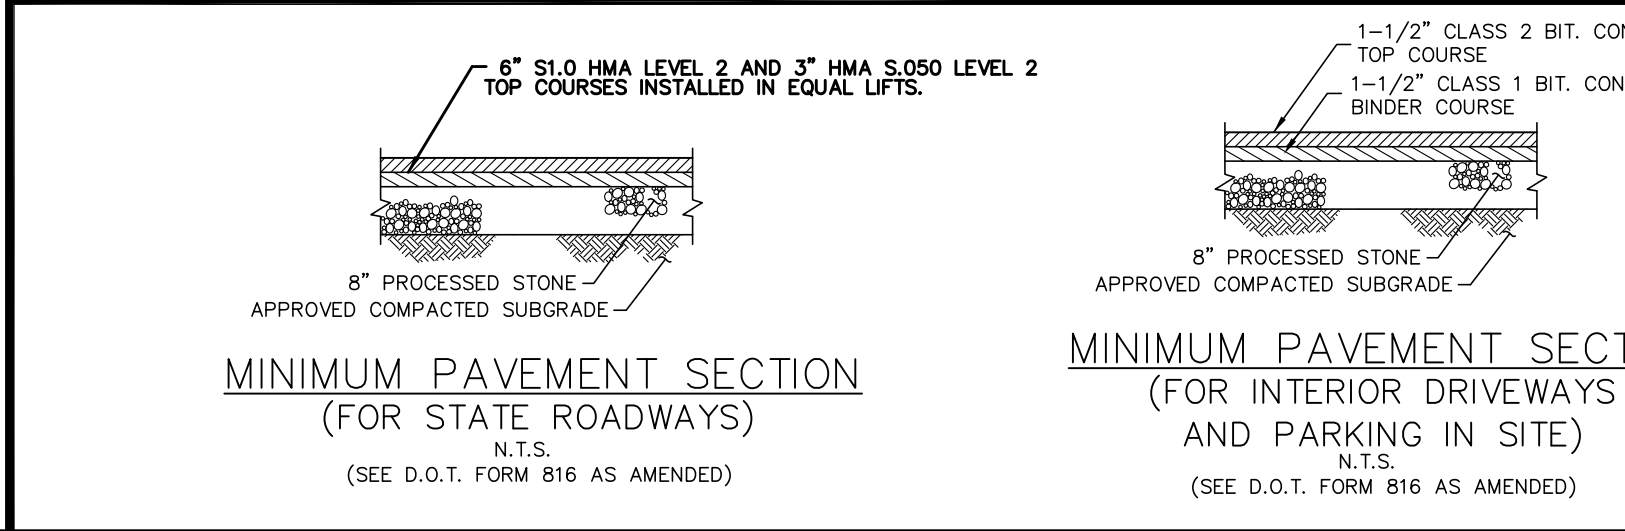 6" S1.0 HMA LEVEL 2 AND 3" HMA S.050 LEVEL 2
TOP COURSES INSTALLED IN EQUAL LIFTS.
8" PROCESSED STONE
APPROVED COMPACTED SUBGRADE
MINIMUM PAVEMENT SECTION
(FOR STATE ROADWAYS)
N.T.S.
(SEE D.O.T. FORM 816 AS AMENDED)
1-1/2" CLASS 2 BIT.
TOP COURSE
1-1/2" CLASS 1 BIT.
BINDER COURSE
8" PROCESSED STONE
APPROVED COMPACTED SUBGRADE
MINIMUM PAVEMENT
(FOR INTERIOR DRIVEWAYS
AND PARKING IN SITE)
N.T.S.
(SEE D.O.T. FORM 816 AS AMENDED)